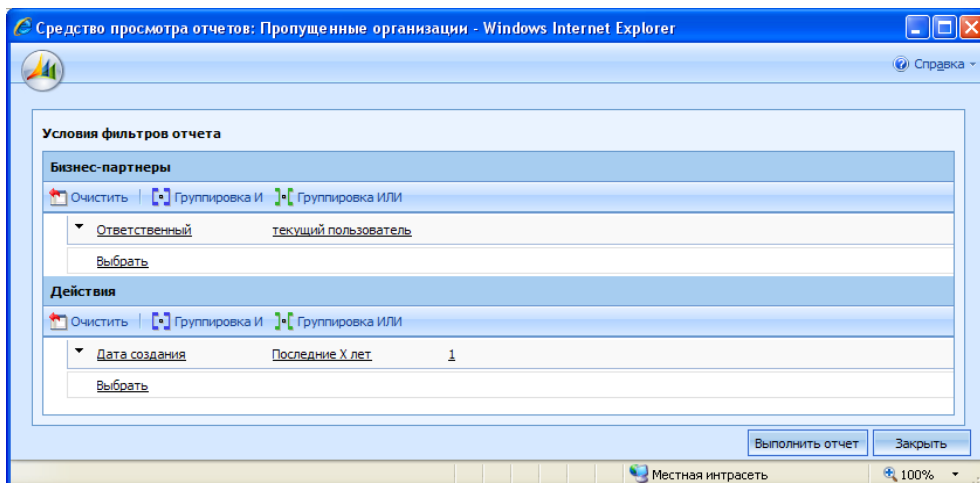 Средство просмотра отчетов: Пропущенные организации - Windows Internet Explorer
Справка
Условия фильтров отчета
Бизнес-партнеры
Очистить Группировка И Группировка ИЛИ
Ответственный текущий пользователь
Выбрать
Действия
Очистить Группировка И Группировка ИЛИ
Дата создания Последние X лет 1
Выбрать
Выполнить отчет Закрыть
Местная интрасеть 100%